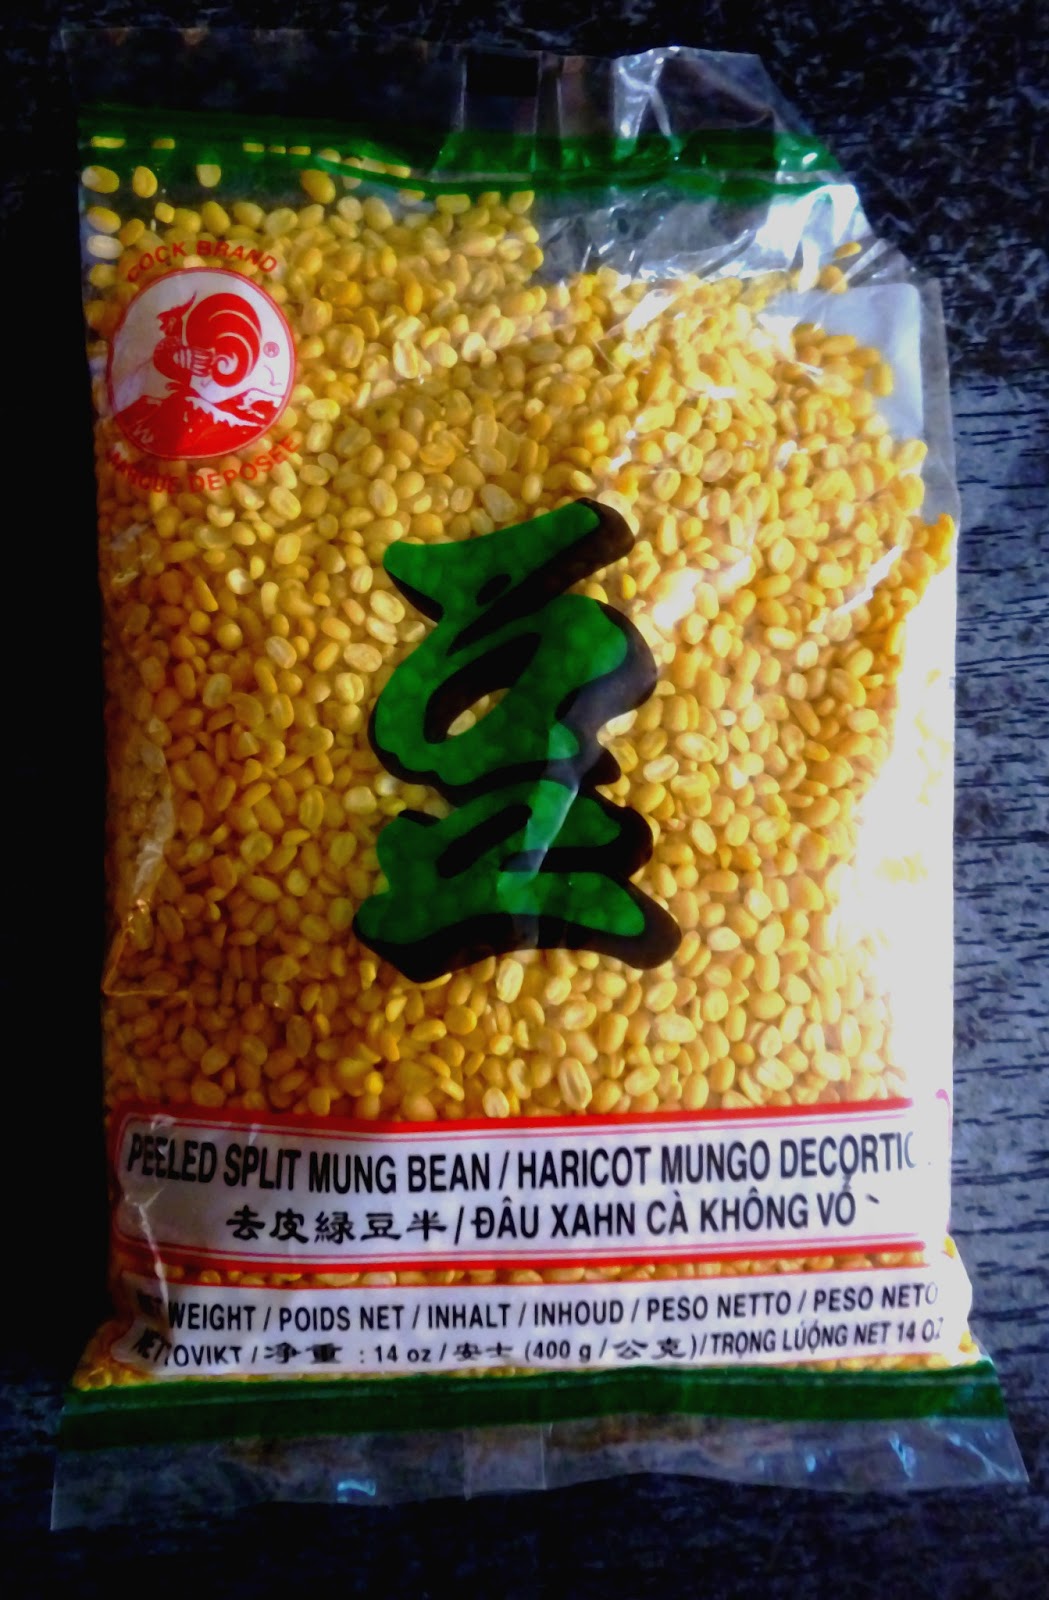 COCK BRAND
®
MARQUE DEPOSEE
豆
PEELED SPLIT MUNG BEAN / HARICOT MUNGO DECORTIC
去皮綠豆半 / ĐÂU XAHN CÀ KHÔNG VỎ `
WEIGHT / POIDS NET / INHALT / INHOUD / PESO NETTO / PESO NETO
NETTOVIKT / 净重 : 14 oz / 安士 (400 g / 公克) / TRỌNG LÚỘNG NET 14 OZ